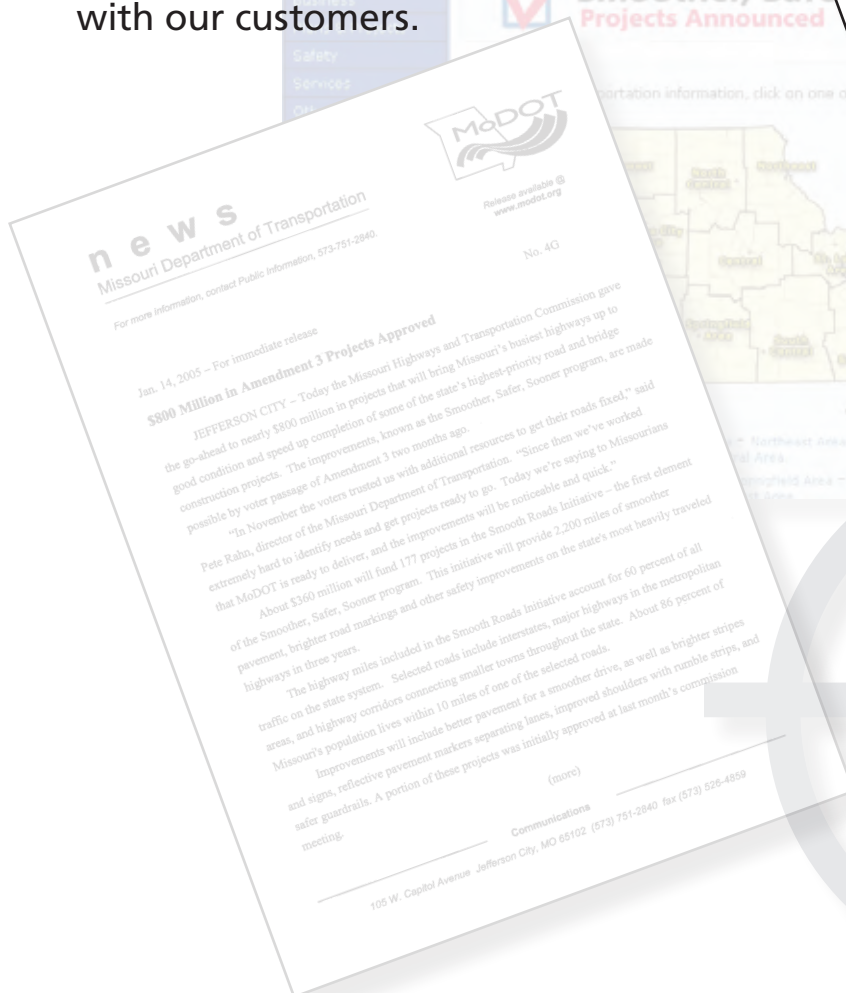 with our customers.
Projects Announced
Safety
Services
ortation information, click on one o
North
Central
Northeast
Central
Springfield
Area
South
Central
Northeast Area
MoDOT
Release available @
www.modot.org
news
Missouri Department of Transportation
For more information, contact Public Information, 573-751-2840.
No. 4G
Jan. 14, 2005 – For immediate release
$800 Million in Amendment 3 Projects Approved
JEFFERSON CITY – Today the Missouri Highways and Transportation Commission gave
the go-ahead to nearly $800 million in projects that will bring Missouri's busiest highways up to
good condition and speed up completion of some of the state's highest-priority road and bridge
construction projects. The improvements, known as the Smoother, Safer, Sooner program, are made
possible by voter passage of Amendment 3 two months ago.
"In November the voters trusted us with additional resources to get their roads fixed," said
Pete Rahn, director of the Missouri Department of Transportation. "Since then we've worked
extremely hard to identify needs and get projects ready to go. Today we're saying to Missourians
that MoDOT is ready to deliver, and the improvements will be noticeable and quick."
About $360 million will fund 177 projects in the Smooth Roads Initiative – the first element
of the Smoother, Safer, Sooner program. This initiative will provide 2,200 miles of smoother
pavement, brighter road markings and other safety improvements on the state's most heavily traveled
highways in three years.
The highway miles included in the Smooth Roads Initiative account for 60 percent of all
traffic on the state system. Selected roads include interstates, major highways in the metropolitan
areas, and highway corridors connecting smaller towns throughout the state. About 86 percent of
Missouri's population lives within 10 miles of one of the selected roads.
Improvements will include better pavement for a smoother drive, as well as brighter stripes
and signs, reflective pavement markers separating lanes, improved shoulders with rumble strips, and
safer guardrails. A portion of these projects was initially approved at last month's commission
meeting.
(more)
Communications
105 W. Capitol Avenue Jefferson City, MO 65102 (573) 751-2840 fax (573) 526-4859